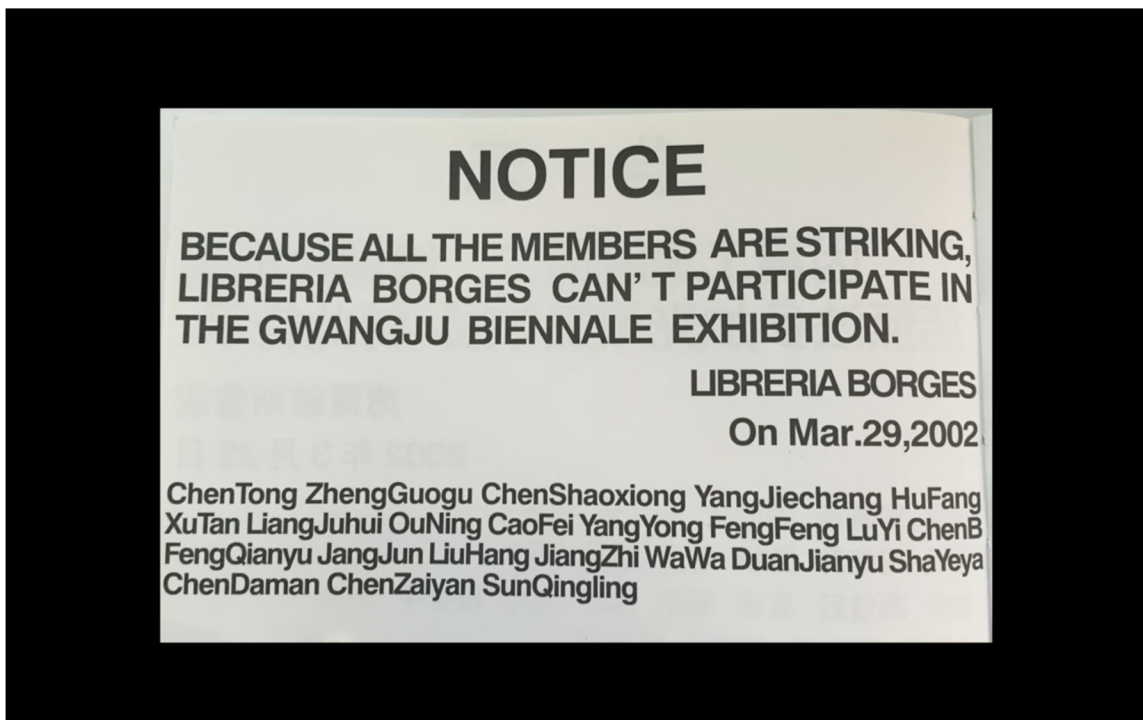 NOTICE
BECAUSE ALL THE MEMBERS ARE STRIKING,
LIBRERIA BORGES CAN' T PARTICIPATE IN
THE GWANGJU BIENNALE EXHIBITION.
LIBRERIA BORGES
On Mar.29,2002
ChenTong ZhengGuogu ChenShaoxiong YangJiechang HuFang
XuTan LiangJuhui OuNing CaoFei YangYong FengFeng LuYi ChenB
FengQianyu JangJun LiuHang JiangZhi WaWa DuanJianyu ShaYeya
ChenDaman ChenZaiyan SunQingling